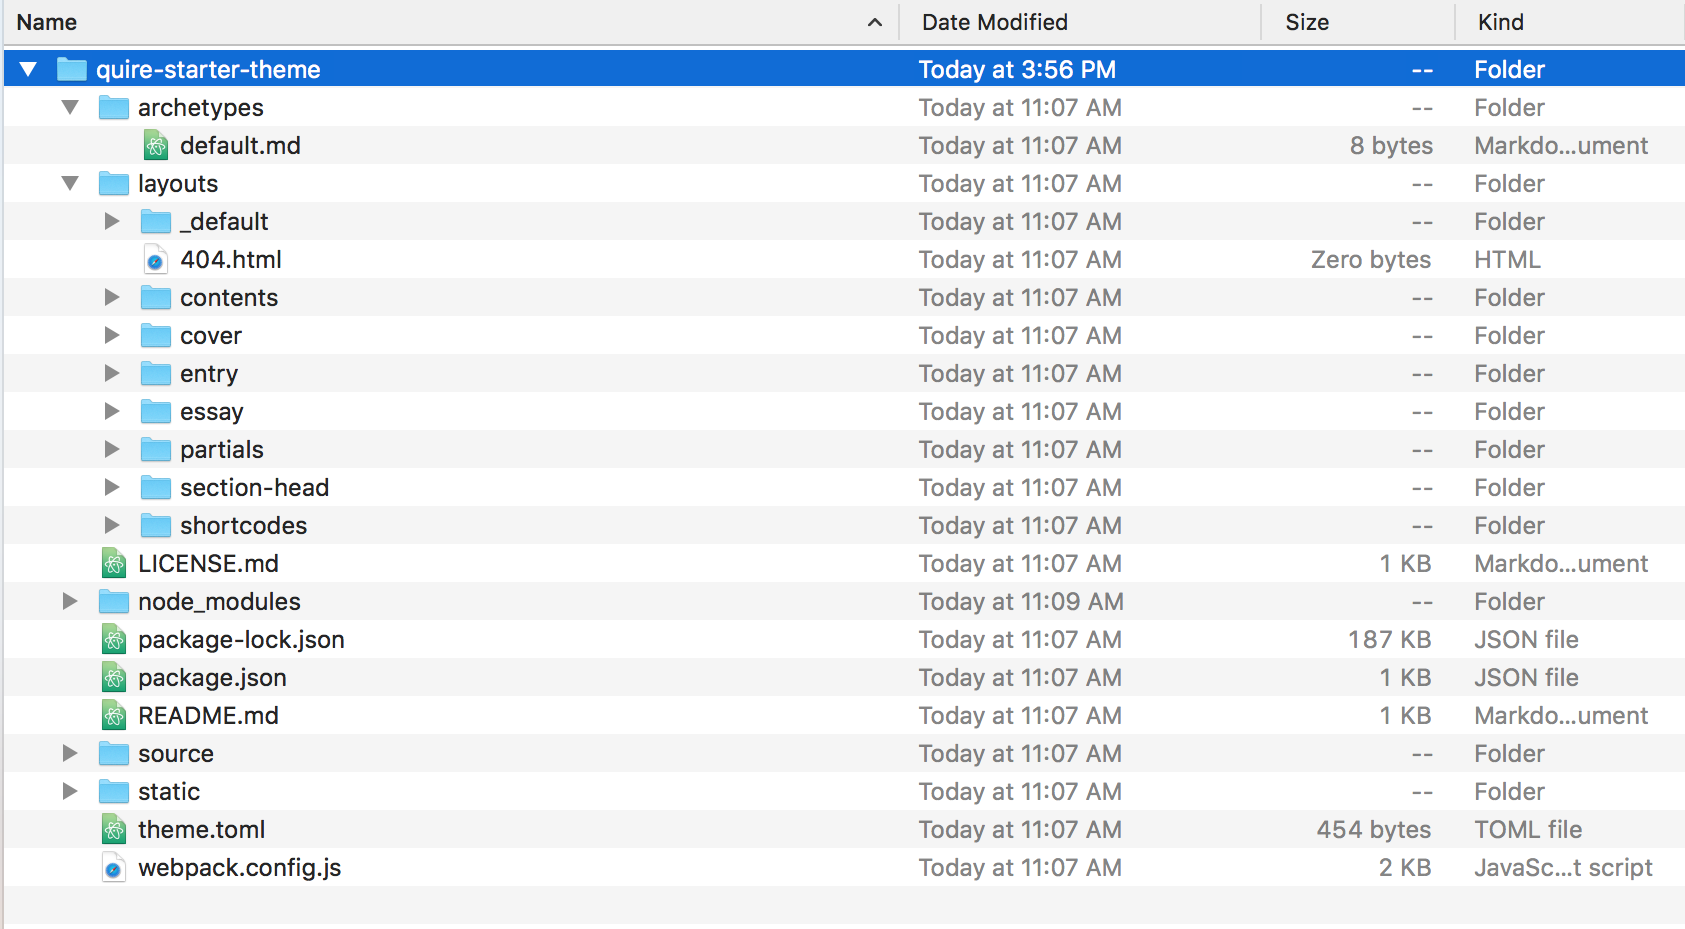 Name Date Modified Size Kind
quire-starter-theme Today at 3:56 PM -- Folder
archetypes Today at 11:07 AM -- Folder
default.md Today at 11:07 AM 8 bytes Markdo...ument
layouts Today at 11:07 AM -- Folder
_default Today at 11:07 AM -- Folder
404.html Today at 11:07 AM Zero bytes HTML
contents Today at 11:07 AM -- Folder
cover Today at 11:07 AM -- Folder
entry Today at 11:07 AM -- Folder
essay Today at 11:07 AM -- Folder
partials Today at 11:07 AM -- Folder
section-head Today at 11:07 AM -- Folder
shortcodes Today at 11:07 AM -- Folder
LICENSE.md Today at 11:07 AM 1 KB Markdo...ument
node_modules Today at 11:09 AM -- Folder
package-lock.json Today at 11:07 AM 187 KB JSON file
package.json Today at 11:07 AM 1 KB JSON file
README.md Today at 11:07 AM 1 KB Markdo...ument
source Today at 11:07 AM -- Folder
static Today at 11:07 AM -- Folder
theme.toml Today at 11:07 AM 454 bytes TOML file
webpack.config.js Today at 11:07 AM 2 KB JavaSc...t script